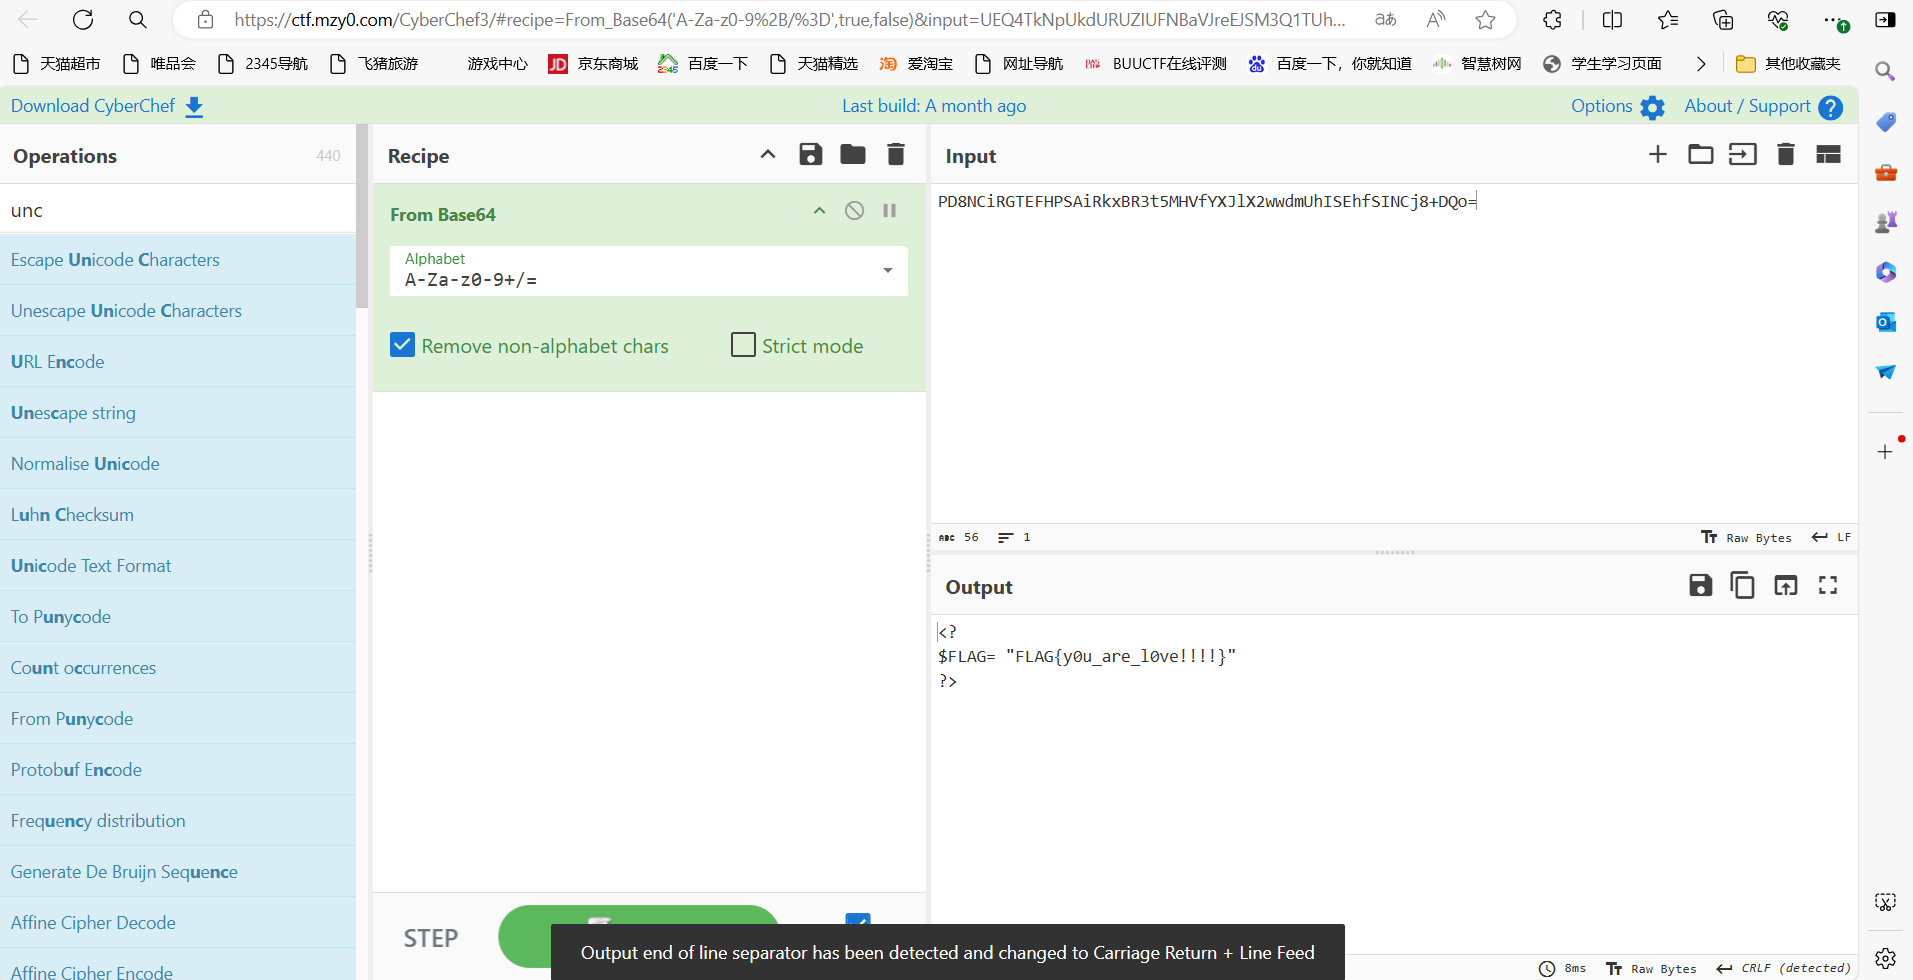 https://ctf.mzy0.com/CyberChef3/#recipe=From_Base64('A-Za-z0-9%2B/%3D',true,false)&input=UEQ4TkNpUkdURUZIUFNBaVJreEJSM3Q1TUh...
天猫超市 唯品会 2345导航 飞猪旅游 游戏中心 京东商城 百度一下 天猫精选 爱淘宝 网址导航 BUUCTF在线评测 百度一下，你就知道 智慧树网 学生学习页面 其他收藏夹
Download CyberChef Last build: A month ago Options About / Support
Operations 440
unc
Escape Unicode Characters
Unescape Unicode Characters
URL Encode
Unescape string
Normalise Unicode
Luhn Checksum
Unicode Text Format
To Punycode
Count occurrences
From Punycode
Protobuf Encode
Frequency distribution
Generate De Bruijn Sequence
Affine Cipher Decode
Affine Cipher Encode
Recipe
From Base64
Alphabet
A-Za-z0-9+/=
Remove non-alphabet chars Strict mode
STEP
Input
PD8NCiRGTEFHPSAiRkxBR3t5MHVfYXJlX2wwdmUhISEhfSINCj8+DQo=
ABC 56 1 Raw Bytes LF
Output
<?
$FLAG= "FLAG{y0u_are_l0ve!!!!}"
?>
Output end of line separator has been detected and changed to Carriage Return + Line Feed
8ms Raw Bytes CRLF (detected)